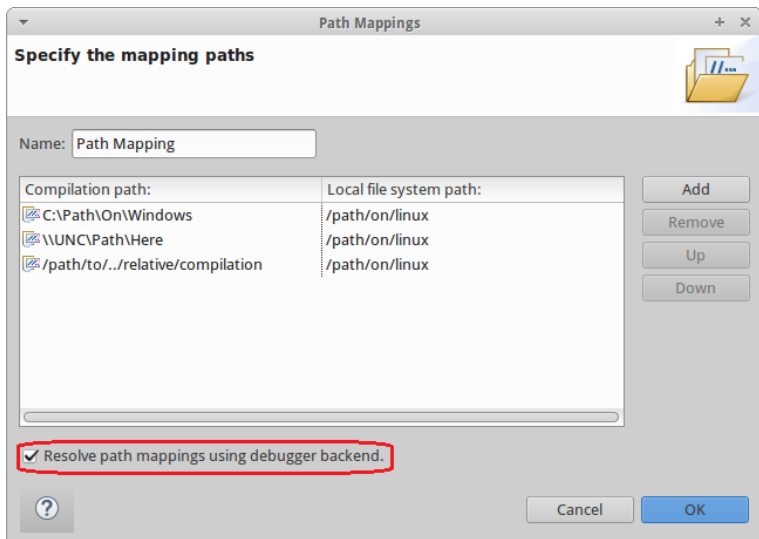 Path Mappings
Specify the mapping paths
//...
Name: Path Mapping
Compilation path: Local file system path:
C:\Path\On\Windows /path/on/linux
\\UNC\Path\Here /path/on/linux
/path/to/../relative/compilation /path/on/linux
Add
Remove
Up
Down
Resolve path mappings using debugger backend.
?
Cancel OK